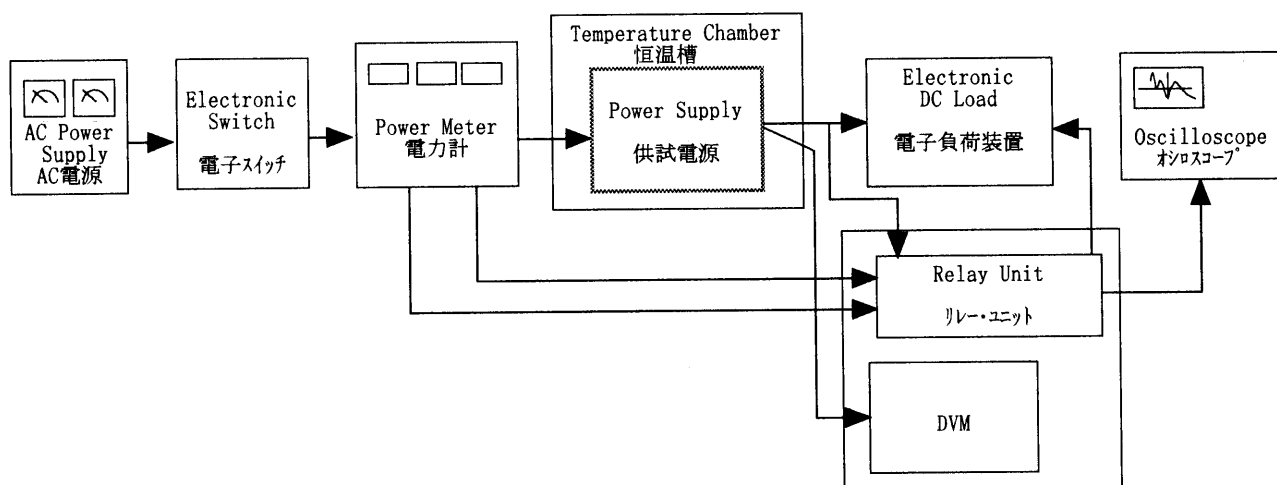 AC Power
Supply
AC電源
Electronic
Switch
電子スイッチ
Power Meter
電力計
Temperature Chamber
恒温槽
Power Supply
供試電源
Electronic
DC Load
電子負荷装置
Oscilloscope
オシロスコープ
Relay Unit
リレー・ユニット
DVM